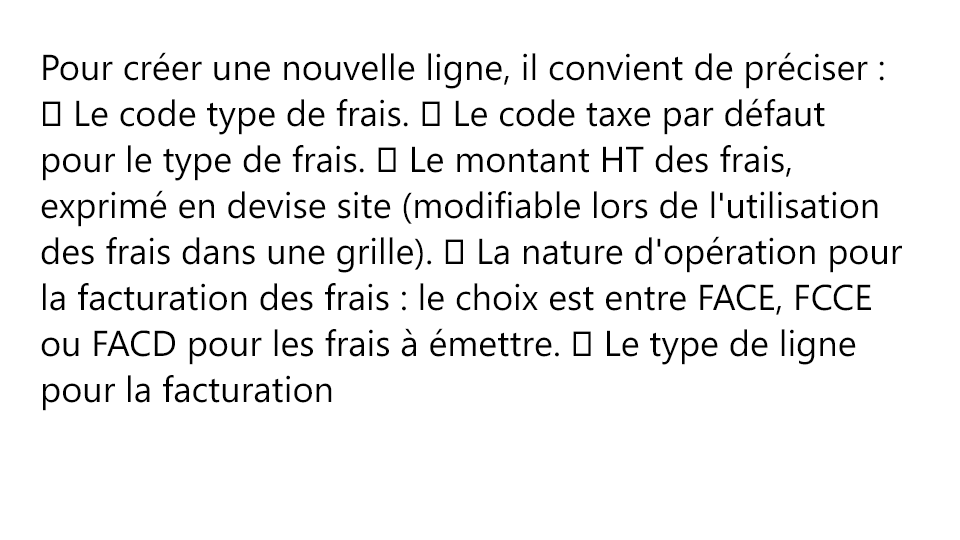 Pour créer une nouvelle ligne, il convient de préciser :
 Le code type de frais.  Le code taxe par défaut
pour le type de frais.  Le montant HT des frais,
exprimé en devise site (modifiable lors de l'utilisation
des frais dans une grille).  La nature d'opération pour
la facturation des frais : le choix est entre FACE, FCCE
ou FACD pour les frais à émettre.  Le type de ligne
pour la facturation